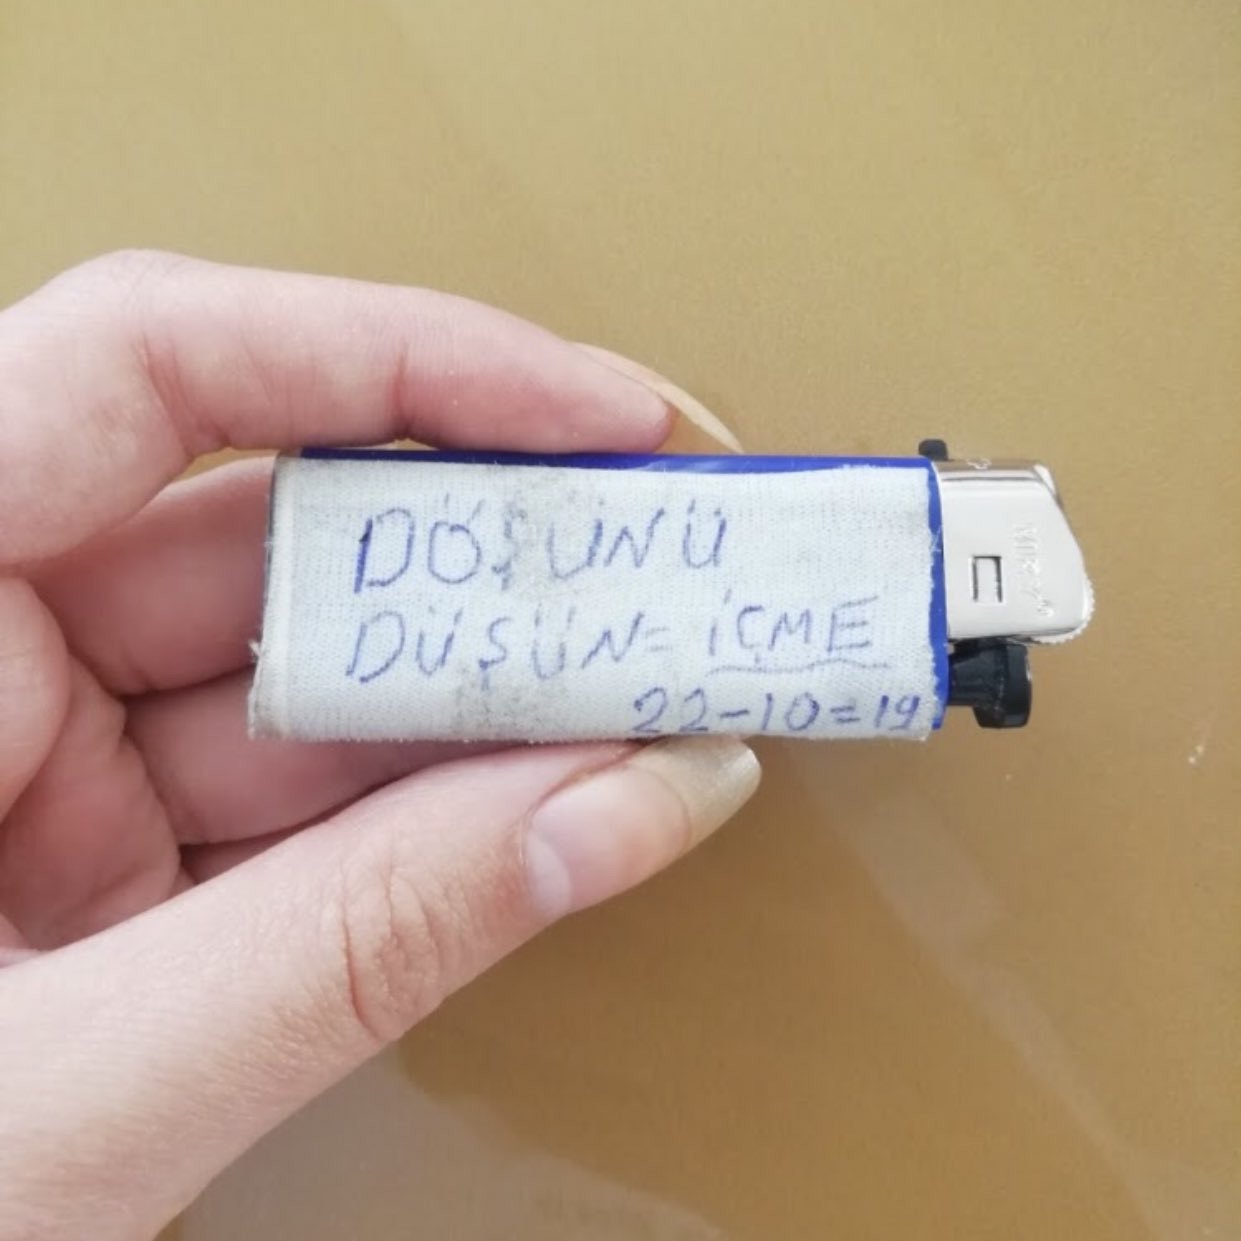 DÖŞÜNÜ
DÜŞÜN= İÇME
22-10=19